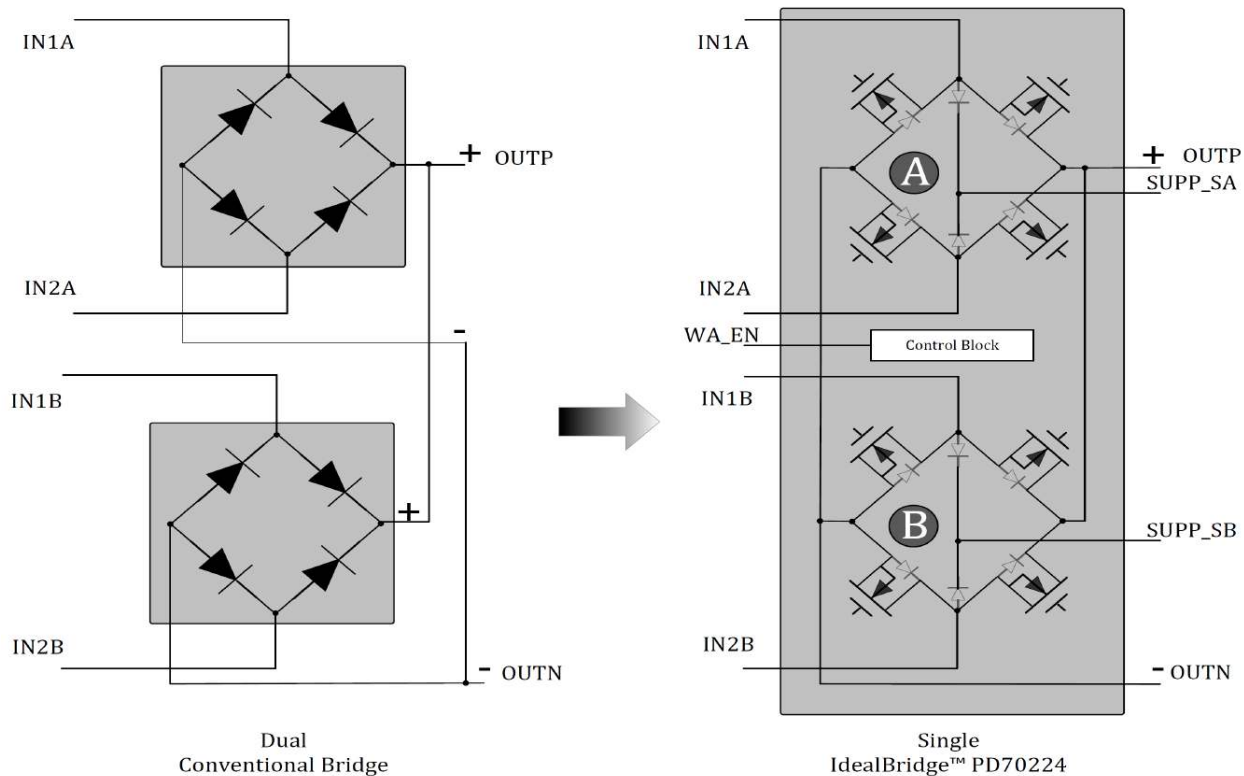 IN1A
+ OUTP
IN2A
-
IN1B
+
IN2B
- OUTN
Dual
Conventional Bridge
IN1A
A
+ OUTP
SUPP_SA
IN2A
WA_EN
Control Block
IN1B
B
SUPP_SB
IN2B
- OUTN
Single
IdealBridge™ PD70224